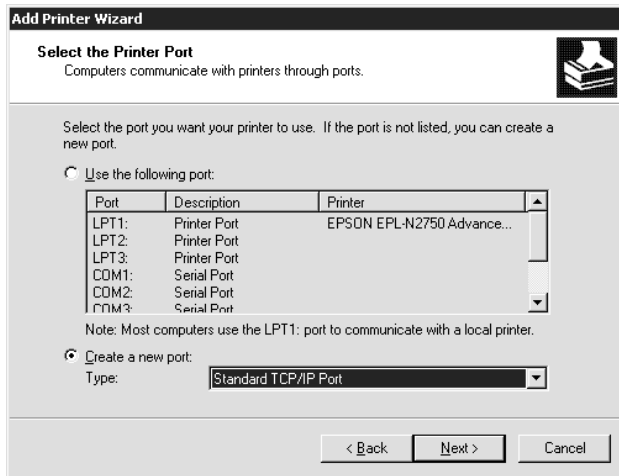 Add Printer Wizard
Select the Printer Port
Computers communicate with printers through ports.
Select the port you want your printer to use. If the port is not listed, you can create a
new port.
Use the following port:
Port Description Printer
LPT1: Printer Port EPSON EPL-N2750 Advance...
LPT2: Printer Port
LPT3: Printer Port
COM1: Serial Port
COM2: Serial Port
COM3: Serial Port
Note: Most computers use the LPT1: port to communicate with a local printer.
Create a new port:
Type: Standard TCP/IP Port
< Back Next > Cancel